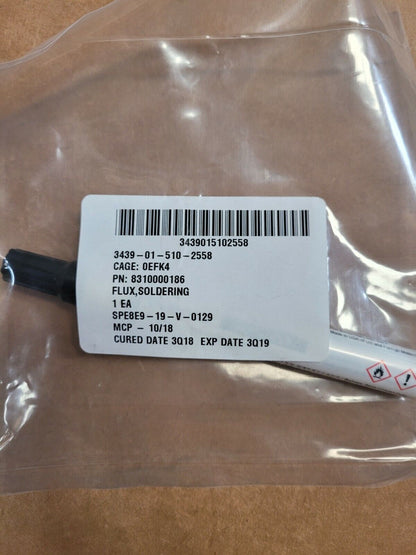 3439015102558
3439-01-510-2558
CAGE: 0EFK4
PN: 8310000186
FLUX,SOLDERING
1 EA
SPE8E9-19-V-0129
MCP - 10/18
CURED DATE 3Q18 EXP DATE 3Q19